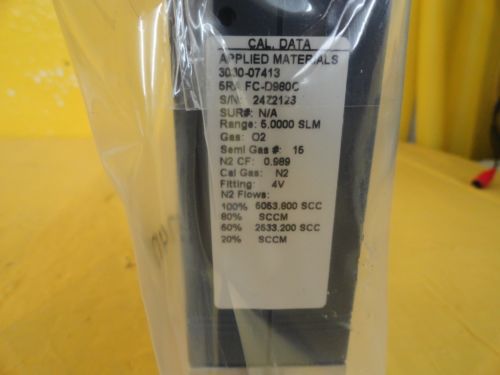 CAL. DATA
APPLIED MATERIALS
3030-07413
5RA FC-D980C
S/N: 2472123
SUR#: N/A
Range: 5.0000 SLM
Gas: O2
Semi Gas #: 15
N2 CF: 0.989
Cal Gas: N2
Fitting: 4V
N2 Flows:
100% 5053.800 SCC
80% SCCM
50% 2533.200 SCC
20% SCCM